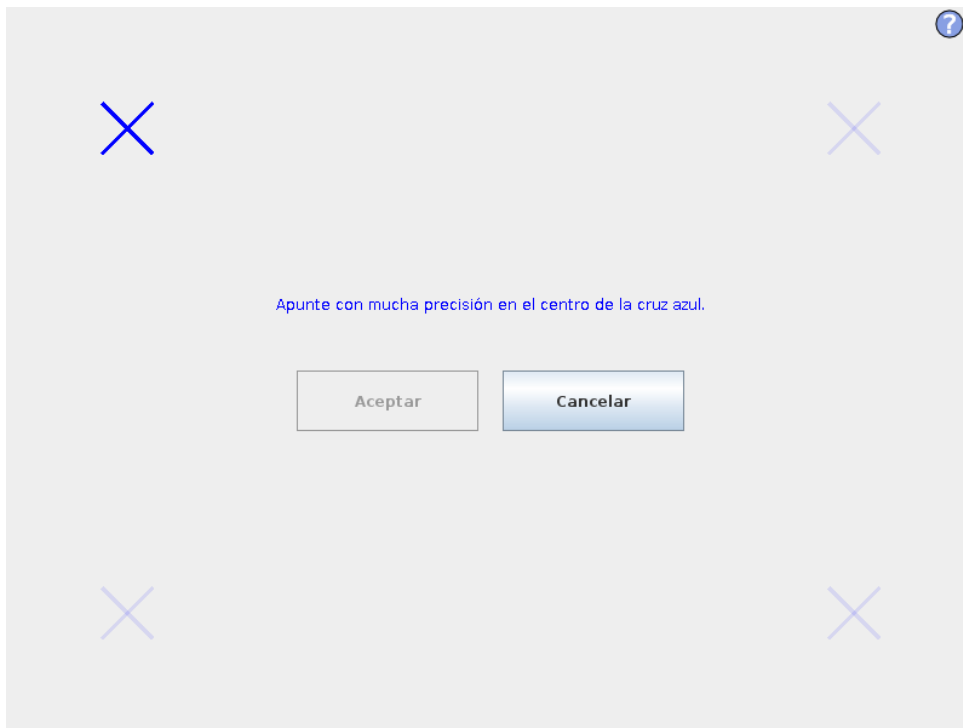 ?
Apunte con mucha precisión en el centro de la cruz azul.
Aceptar
Cancelar